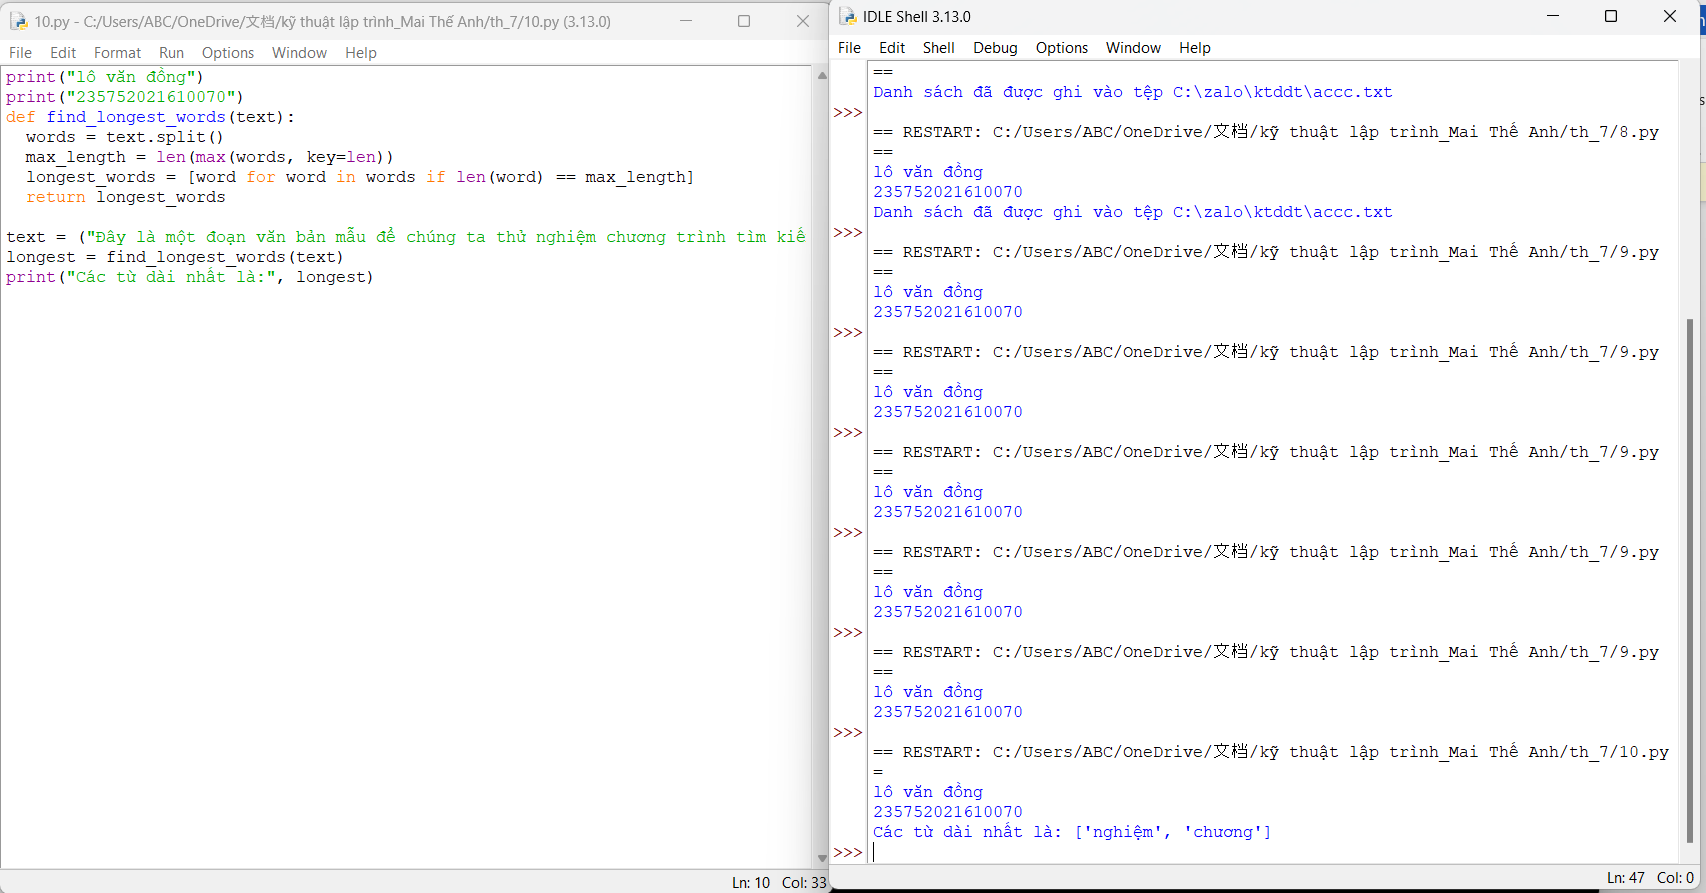 10.py - C:/Users/ABC/OneDrive/文档/kỹ thuật lập trình_Mai Thế Anh/th_7/10.py (3.13.0)
File Edit Format Run Options Window Help
print("lô văn đồng")
print("235752021610070")
def find_longest_words(text):
  words = text.split()
  max_length = len(max(words, key=len))
  longest_words = [word for word in words if len(word) == max_length]
  return longest_words
text = ("Đây là một đoạn văn bản mẫu để chúng ta thử nghiệm chương trình tìm kiế
longest = find_longest_words(text)
print("Các từ dài nhất là:", longest)
Ln: 10 Col: 33
IDLE Shell 3.13.0
File Edit Shell Debug Options Window Help
==
Danh sách đã được ghi vào tệp C:\zalo\ktddt\accc.txt
>>>
== RESTART: C:/Users/ABC/OneDrive/文档/kỹ thuật lập trình_Mai Thế Anh/th_7/8.py
==
lô văn đồng
235752021610070
Danh sách đã được ghi vào tệp C:\zalo\ktddt\accc.txt
>>>
== RESTART: C:/Users/ABC/OneDrive/文档/kỹ thuật lập trình_Mai Thế Anh/th_7/9.py
==
lô văn đồng
235752021610070
>>>
== RESTART: C:/Users/ABC/OneDrive/文档/kỹ thuật lập trình_Mai Thế Anh/th_7/9.py
==
lô văn đồng
235752021610070
>>>
== RESTART: C:/Users/ABC/OneDrive/文档/kỹ thuật lập trình_Mai Thế Anh/th_7/9.py
==
lô văn đồng
235752021610070
>>>
== RESTART: C:/Users/ABC/OneDrive/文档/kỹ thuật lập trình_Mai Thế Anh/th_7/9.py
==
lô văn đồng
235752021610070
>>>
== RESTART: C:/Users/ABC/OneDrive/文档/kỹ thuật lập trình_Mai Thế Anh/th_7/9.py
==
lô văn đồng
235752021610070
>>>
== RESTART: C:/Users/ABC/OneDrive/文档/kỹ thuật lập trình_Mai Thế Anh/th_7/10.py
=
lô văn đồng
235752021610070
Các từ dài nhất là: ['nghiệm', 'chương']
>>>
Ln: 47 Col: 0